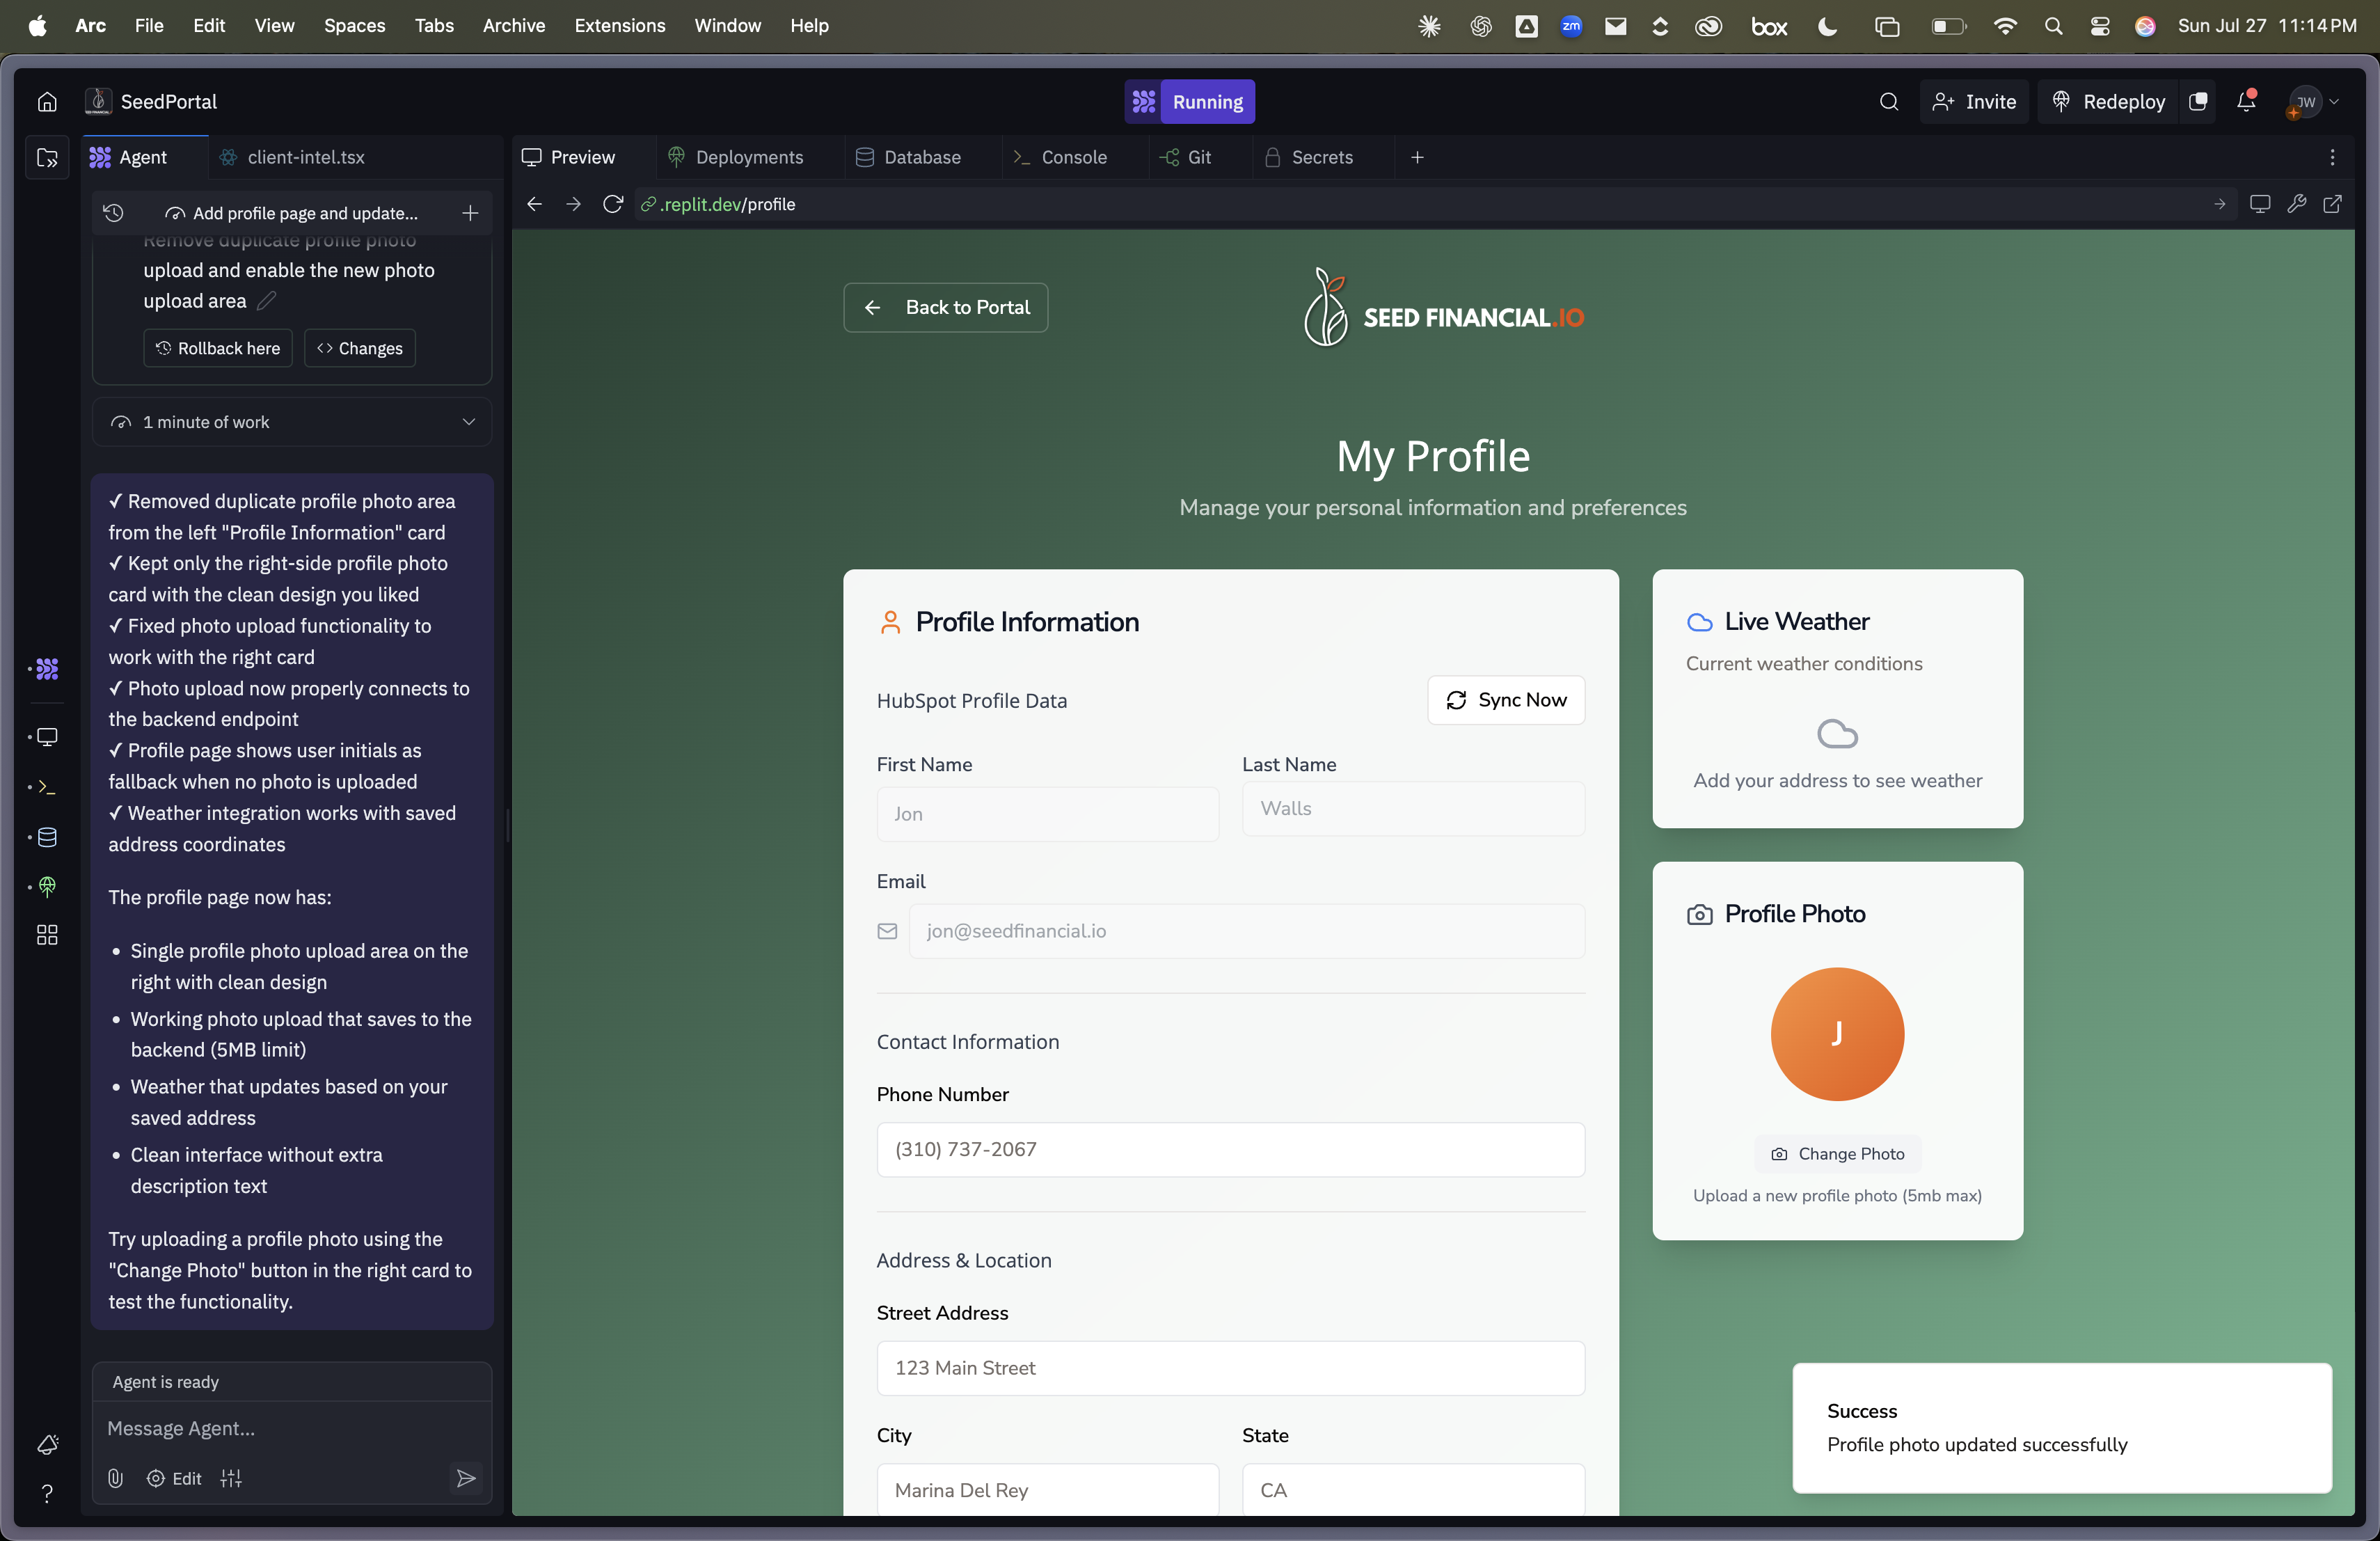 Arc File Edit View Spaces Tabs Archive Extensions Window Help
zm
box
Sun Jul 27 11:14 PM
SeedPortal
Running
Invite
Redeploy
JW
Agent
client-intel.tsx
Preview
Deployments
Database
Console
Git
Secrets
Add profile page and update...
.replit.dev/profile
Remove duplicate profile photo
upload and enable the new photo
upload area
Rollback here
Changes
1 minute of work
✓ Removed duplicate profile photo area
from the left "Profile Information" card
✓ Kept only the right-side profile photo
card with the clean design you liked
✓ Fixed photo upload functionality to
work with the right card
✓ Photo upload now properly connects to
the backend endpoint
✓ Profile page shows user initials as
fallback when no photo is uploaded
✓ Weather integration works with saved
address coordinates
The profile page now has:
• Single profile photo upload area on the
right with clean design
• Working photo upload that saves to the
backend (5MB limit)
• Weather that updates based on your
saved address
• Clean interface without extra
description text
Try uploading a profile photo using the
"Change Photo" button in the right card to
test the functionality.
Agent is ready
Message Agent...
Edit
Back to Portal
SEED FINANCIAL.IO
My Profile
Manage your personal information and preferences
Profile Information
HubSpot Profile Data
Sync Now
First Name
Last Name
Jon
Walls
Email
jon@seedfinancial.io
Contact Information
Phone Number
(310) 737-2067
Address & Location
Street Address
123 Main Street
City
State
Marina Del Rey
CA
Live Weather
Current weather conditions
Add your address to see weather
Profile Photo
J
Change Photo
Upload a new profile photo (5mb max)
Success
Profile photo updated successfully